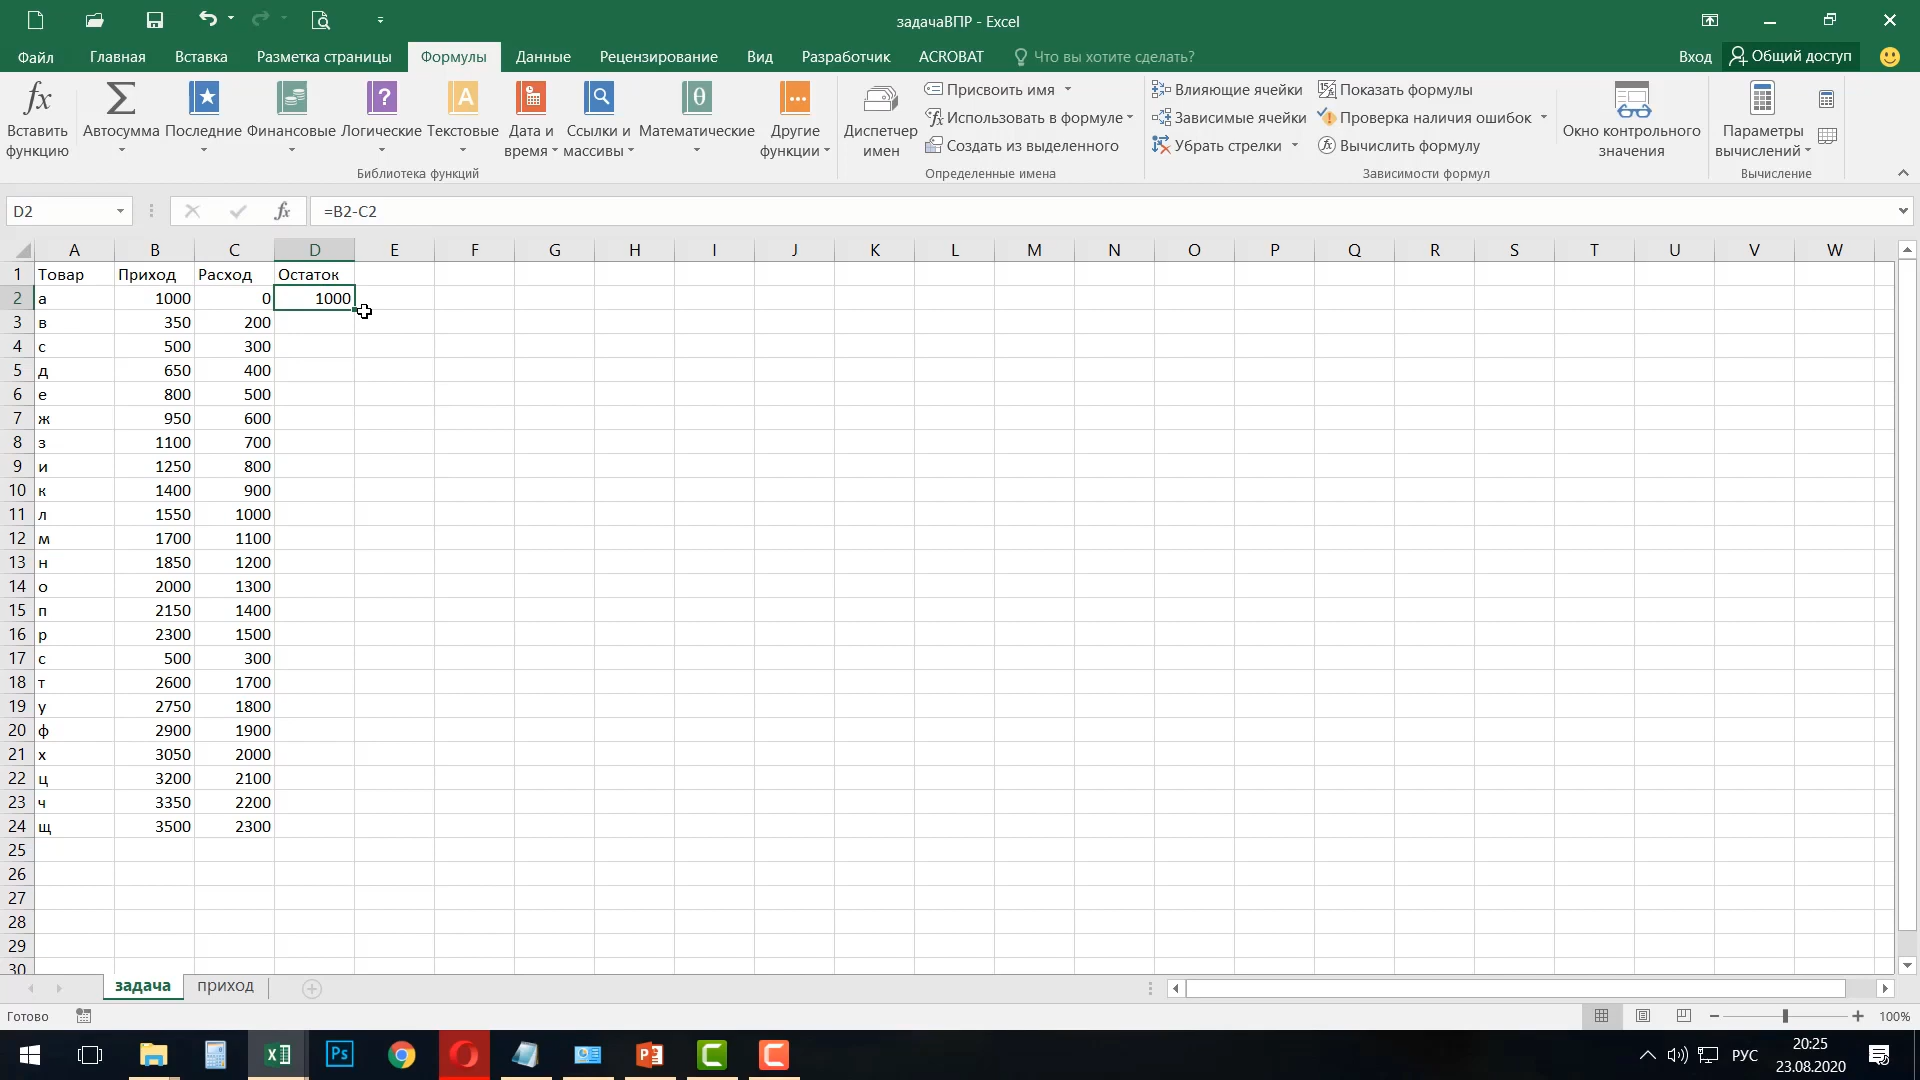 задачаВПР - Excel
Файл Главная Вставка Разметка страницы Формулы Данные Рецензирование Вид Разработчик ACROBAT Что вы хотите сделать? Вход Общий доступ
Вставить функцию
Автосумма
Последние
Финансовые
Логические
Текстовые
Дата и время
Ссылки и массивы
Математические
Другие функции
Библиотека функций
Диспетчер имен
Присвоить имя
Использовать в формуле
Создать из выделенного
Определенные имена
Влияющие ячейки
Зависимые ячейки
Убрать стрелки
Показать формулы
Проверка наличия ошибок
Вычислить формулу
Зависимости формул
Окно контрольного значения
Параметры вычислений
Вычисление
D2 fx =B2-C2
A B C D E F G H I J K L M N O P Q R S T U V W
1 Товар Приход Расход Остаток
2 а 1000 0 1000
3 в 350 200
4 с 500 300
5 д 650 400
6 е 800 500
7 ж 950 600
8 з 1100 700
9 и 1250 800
10 к 1400 900
11 л 1550 1000
12 м 1700 1100
13 н 1850 1200
14 о 2000 1300
15 п 2150 1400
16 р 2300 1500
17 с 500 300
18 т 2600 1700
19 у 2750 1800
20 ф 2900 1900
21 х 3050 2000
22 ц 3200 2100
23 ч 3350 2200
24 щ 3500 2300
25
26
27
28
29
30
задача приход
Готово 100%
РУС 20:25
23.08.2020